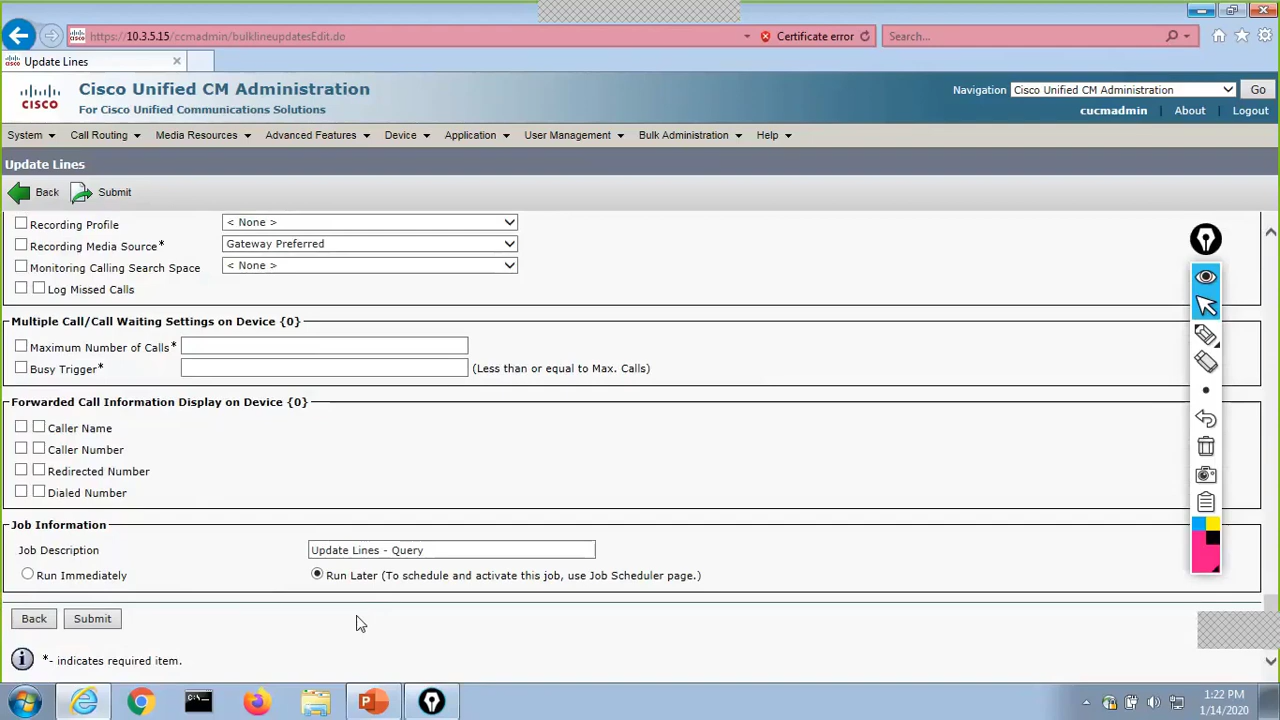 https://10.3.5.15/ccmadmin/bulklineupdatesEdit.do
Certificate error
Search...
Update Lines
CISCO
Cisco Unified CM Administration
For Cisco Unified Communications Solutions
Navigation Cisco Unified CM Administration Go
cucmadmin About Logout
System Call Routing Media Resources Advanced Features Device Application User Management Bulk Administration Help
Update Lines
Back Submit
Recording Profile < None >
Recording Media Source* Gateway Preferred
Monitoring Calling Search Space < None >
Log Missed Calls
Multiple Call/Call Waiting Settings on Device {0}
Maximum Number of Calls*
Busy Trigger* (Less than or equal to Max. Calls)
Forwarded Call Information Display on Device {0}
Caller Name
Caller Number
Redirected Number
Dialed Number
Job Information
Job Description Update Lines - Query
Run Immediately Run Later (To schedule and activate this job, use Job Scheduler page.)
Back Submit
*- indicates required item.
1:22 PM
1/14/2020